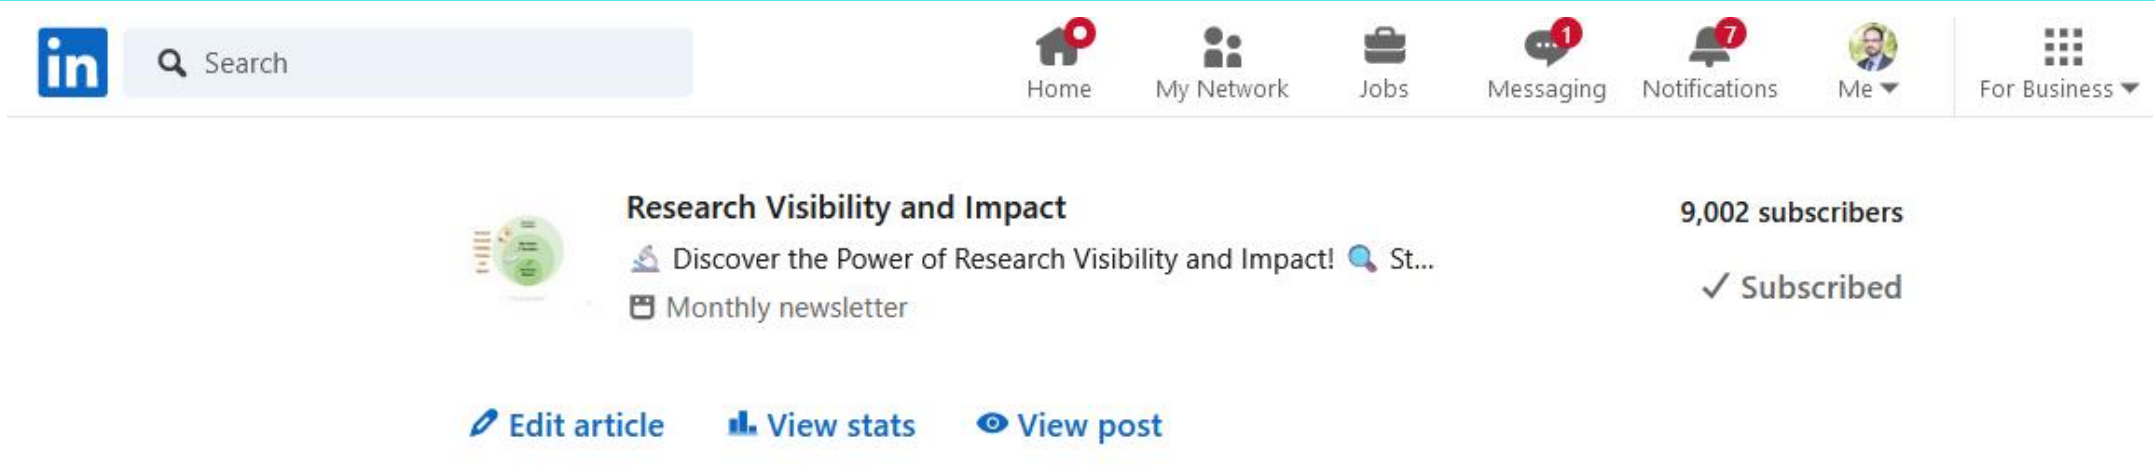 in
Search
Home
My Network
Jobs
1
Messaging
7
Notifications
Me
For Business
Research Visibility and Impact
9,002 subscribers
🔬 Discover the Power of Research Visibility and Impact! 🔍 St...
✓ Subscribed
Monthly newsletter
Edit article
View stats
View post